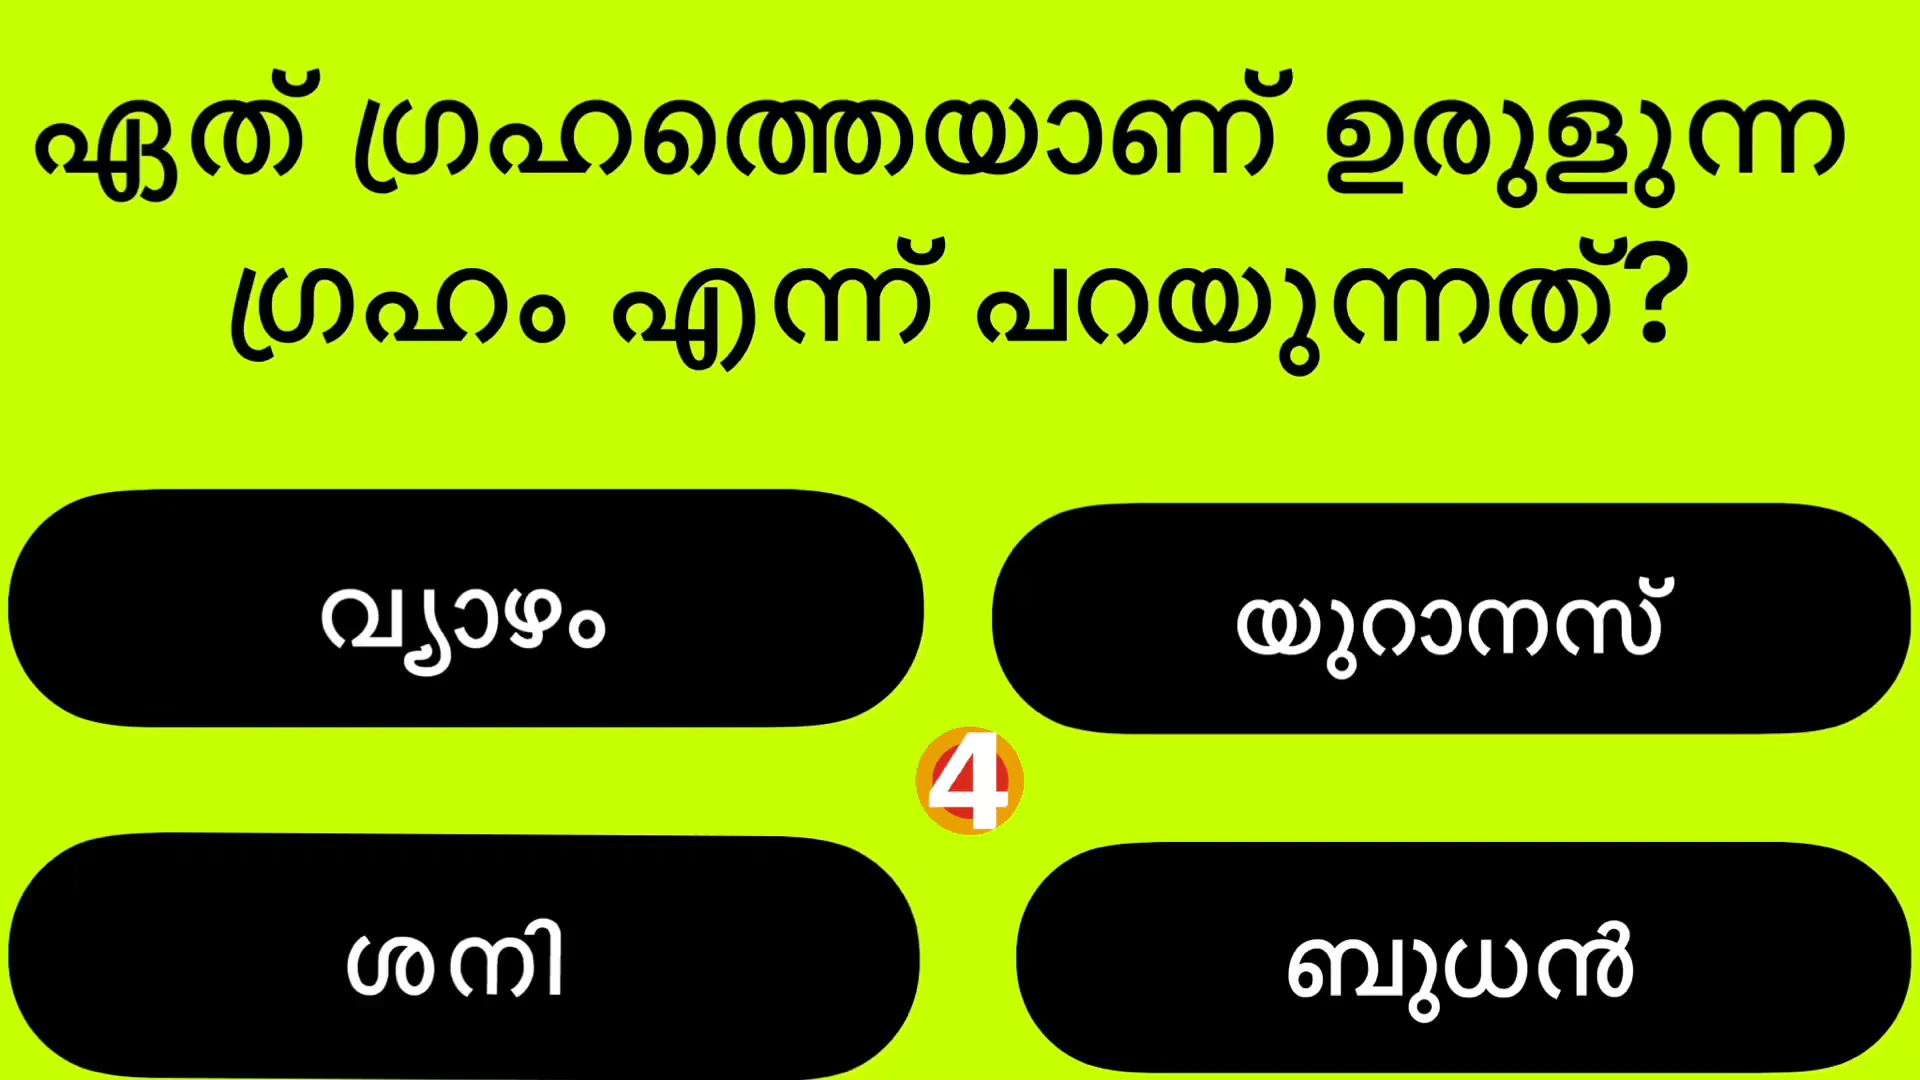 ഏത് ഗ്രഹത്തെയാണ് ഉരുളുന്ന
ഗ്രഹം എന്ന് പറയുന്നത്?
വ്യാഴം
യുറാനസ്
4
ശനി
ബുധൻ